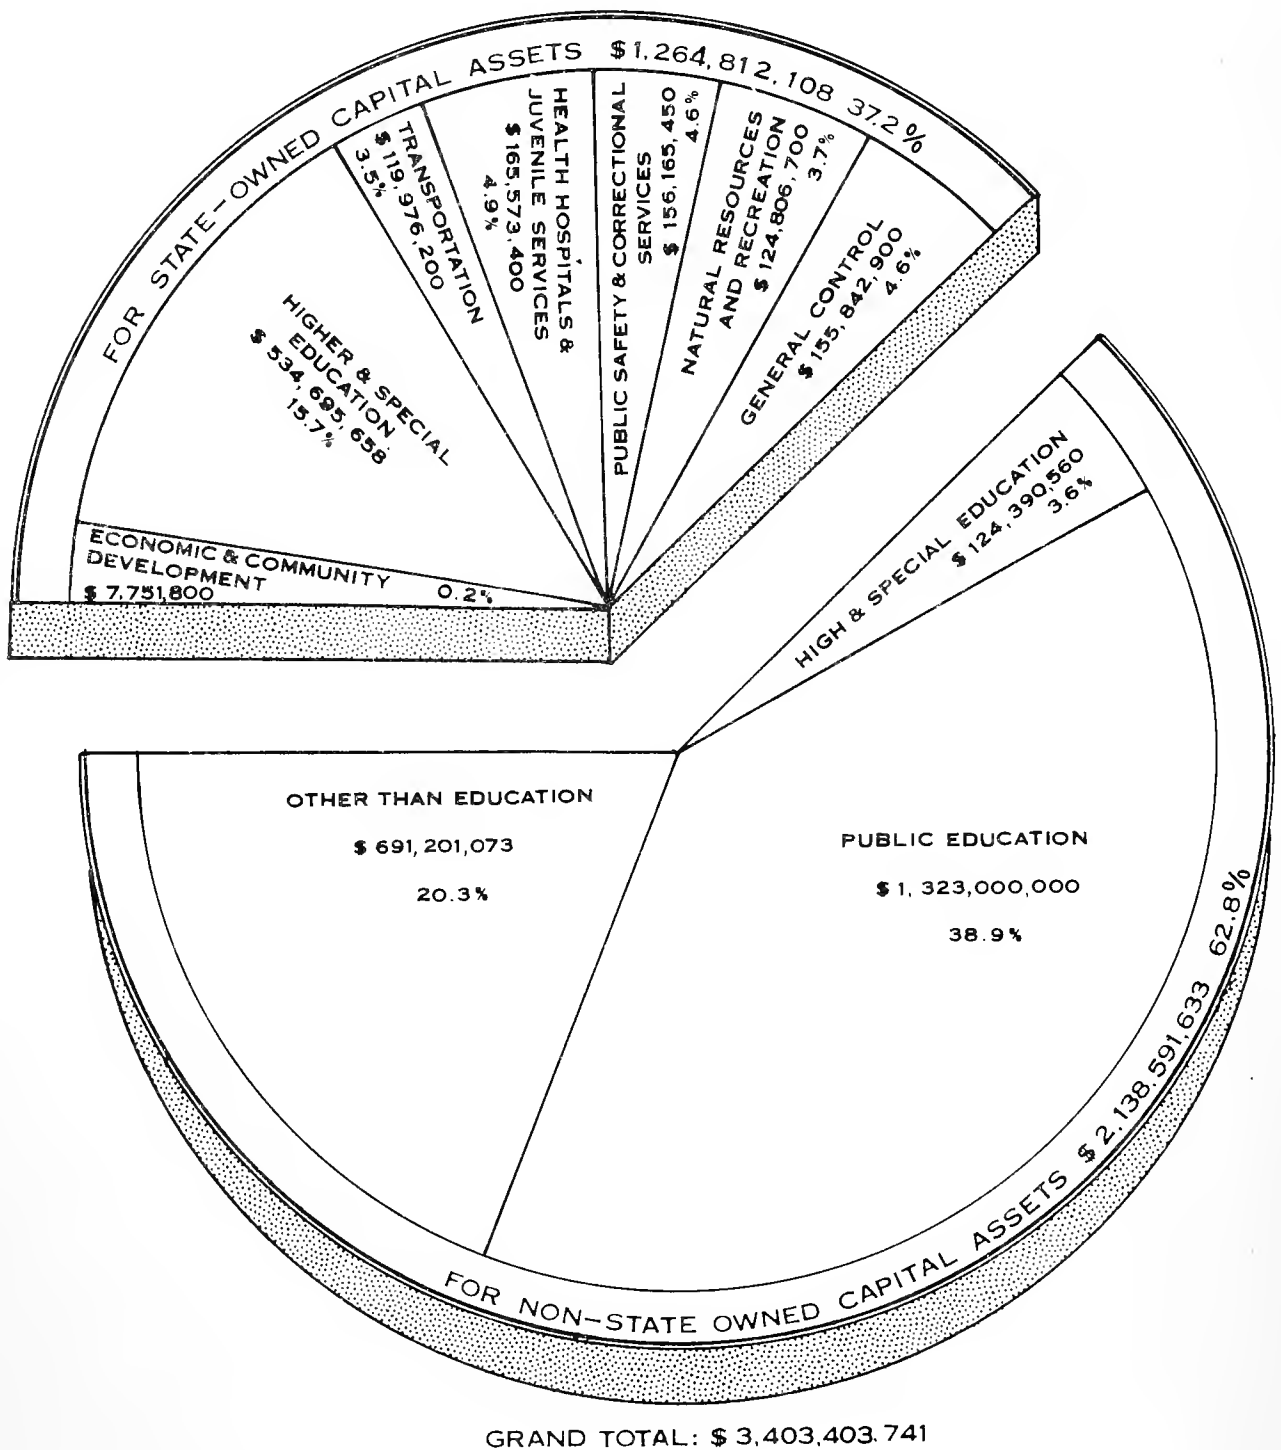 FOR STATE-OWNED CAPITAL ASSETS $1,264,812,108 37.2%
ECONOMIC & COMMUNITY
DEVELOPMENT
$ 7,751,800 0.2%
HIGHER & SPECIAL
EDUCATION
$ 534,695,658
15.7%
TRANSPORTATION
$ 119,976,200
3.5%
HEALTH HOSPITALS &
JUVENILE SERVICES
$ 165,573,400
4.9%
PUBLIC SAFETY & CORRECTIONAL
SERVICES
$ 156,165,450
4.6%
NATURAL RESOURCES
AND RECREATION
$ 124,806,700
3.7%
GENERAL CONTROL
$ 155,842,900
4.6%
HIGH & SPECIAL EDUCATION
$ 124,390,560
3.6%
OTHER THAN EDUCATION
$ 691,201,073
20.3%
PUBLIC EDUCATION
$ 1,323,000,000
38.9%
FOR NON-STATE OWNED CAPITAL ASSETS $ 2,138.591,633 62.8%
GRAND TOTAL: $ 3,403,403.741